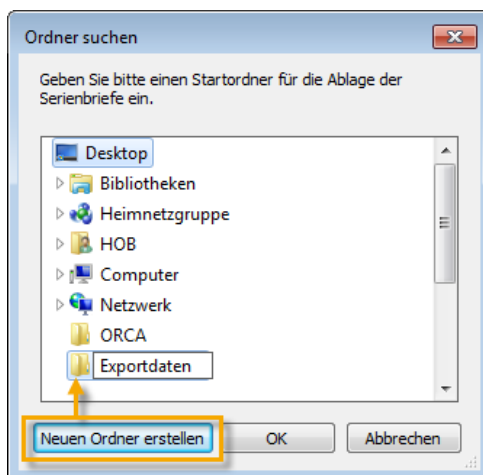 Ordner suchen
Geben Sie bitte einen Startordner für die Ablage der
Serienbriefe ein.
Desktop
Bibliotheken
Heimnetzgruppe
HOB
Computer
Netzwerk
ORCA
Exportdaten
Neuen Ordner erstellen
OK
Abbrechen